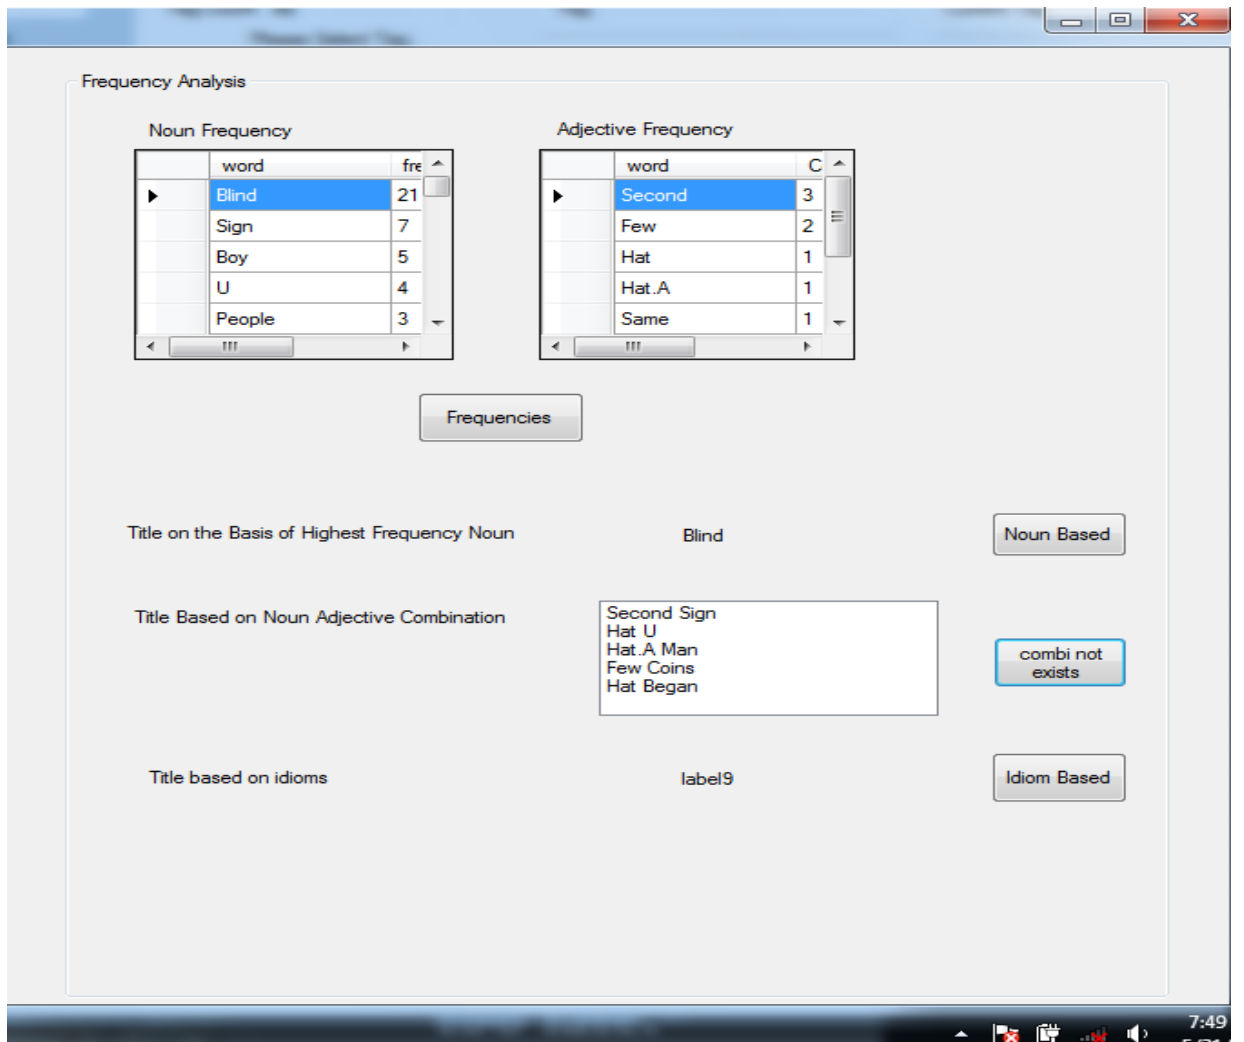 Frequency Analysis
Noun Frequency
Adjective Frequency
word fre
Blind 21
Sign 7
Boy 5
U 4
People 3
word C
Second 3
Few 2
Hat 1
Hat.A 1
Same 1
Frequencies
Title on the Basis of Highest Frequency Noun
Blind
Noun Based
Title Based on Noun Adjective Combination
Second Sign
Hat U
Hat.A Man
Few Coins
Hat Began
combi not
exists
Title based on idioms
label9
Idiom Based
7:49